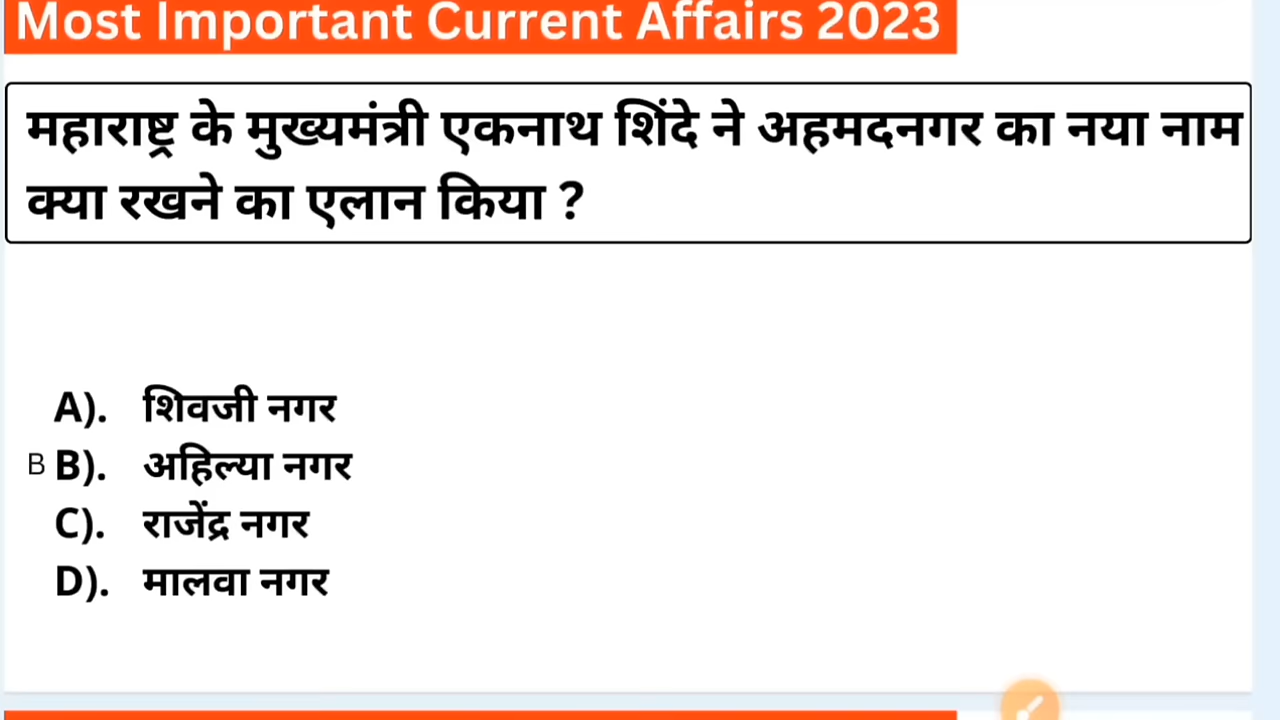 Most Important Current Affairs 2023
महाराष्ट्र के मुख्यमंत्री एकनाथ शिंदे ने अहमदनगर का नया नाम
क्या रखने का एलान किया ?
A). शिवजी नगर
B B). अहिल्या नगर
C). राजेंद्र नगर
D). मालवा नगर